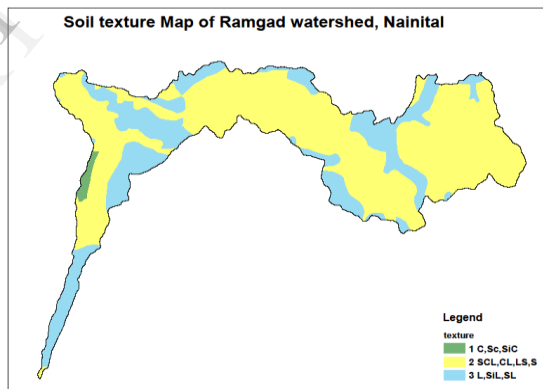 Soil texture Map of Ramgad watershed, Nainital
Legend
texture
1 C,Sc,SiC
2 SCL,CL,LS,S
3 L,SiL,SL